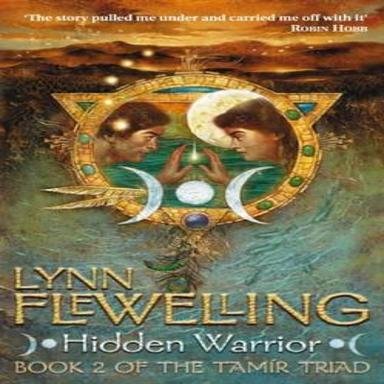 'The story pulled me under and carried me off with it'
ROBIN HOBB
LYNN
FLEWELLING
Hidden Warrior
BOOK 2 OF THE TAMÍR TRIAD